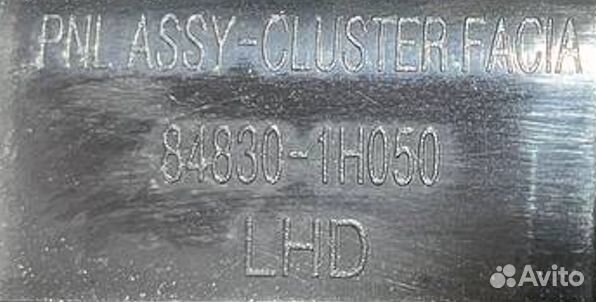 PNL ASSY-CLUSTER FACIA
84830-1H050
LHD
Avito